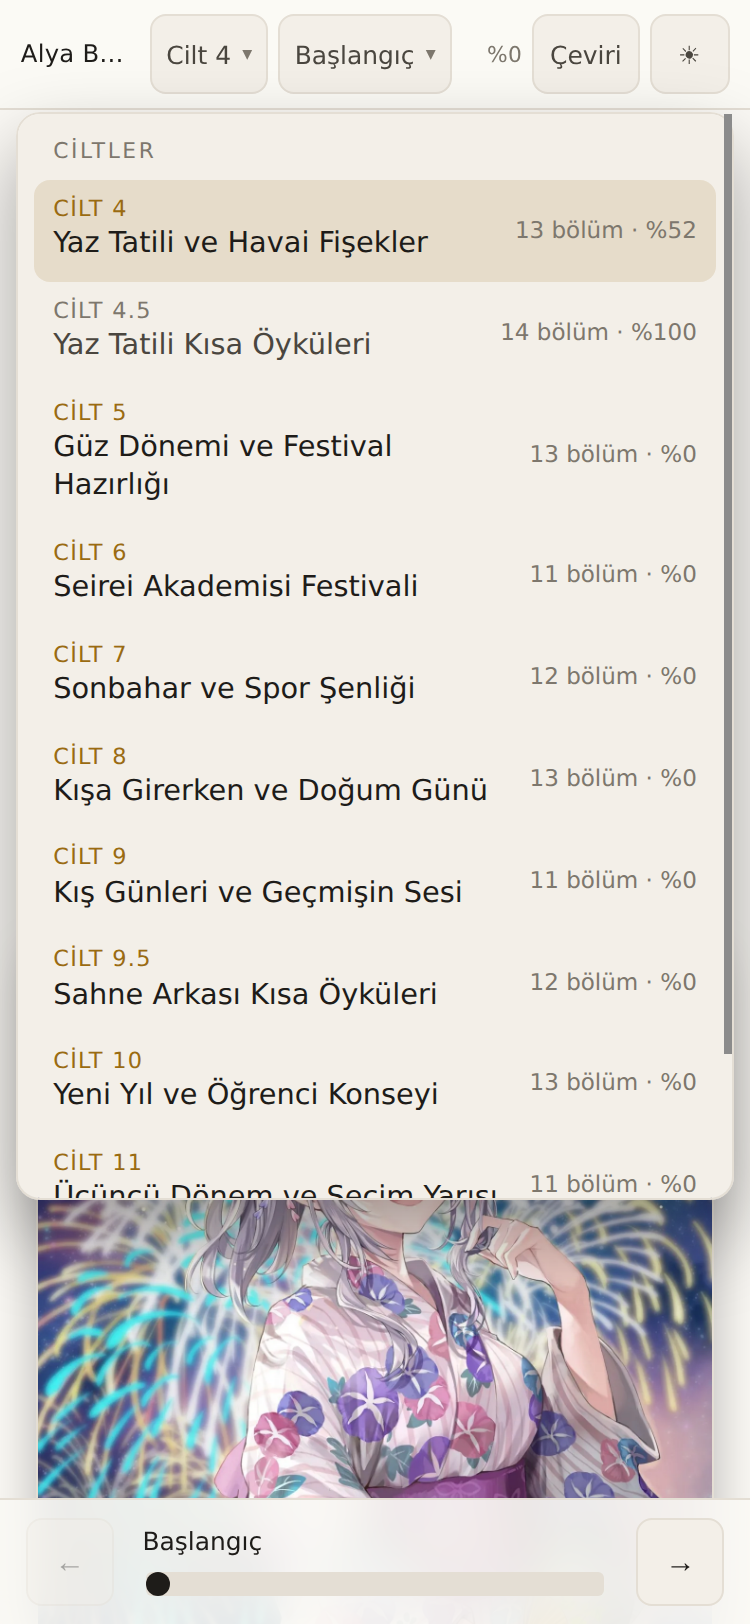 Alya B... Cilt 4 ▾ Başlangıç ▾ %0 Çeviri ☀
CİLTLER
CİLT 4
Yaz Tatili ve Havai Fişekler 13 bölüm · %52
CİLT 4.5
Yaz Tatili Kısa Öyküleri 14 bölüm · %100
CİLT 5
Güz Dönemi ve Festival
Hazırlığı 13 bölüm · %0
CİLT 6
Seirei Akademisi Festivali 11 bölüm · %0
CİLT 7
Sonbahar ve Spor Şenliği 12 bölüm · %0
CİLT 8
Kışa Girerken ve Doğum Günü 13 bölüm · %0
CİLT 9
Kış Günleri ve Geçmişin Sesi 11 bölüm · %0
CİLT 9.5
Sahne Arkası Kısa Öyküleri 12 bölüm · %0
CİLT 10
Yeni Yıl ve Öğrenci Konseyi 13 bölüm · %0
CİLT 11
Üçüncü Dönem ve Seçim Yarışı 11 bölüm · %0
← Başlangıç →